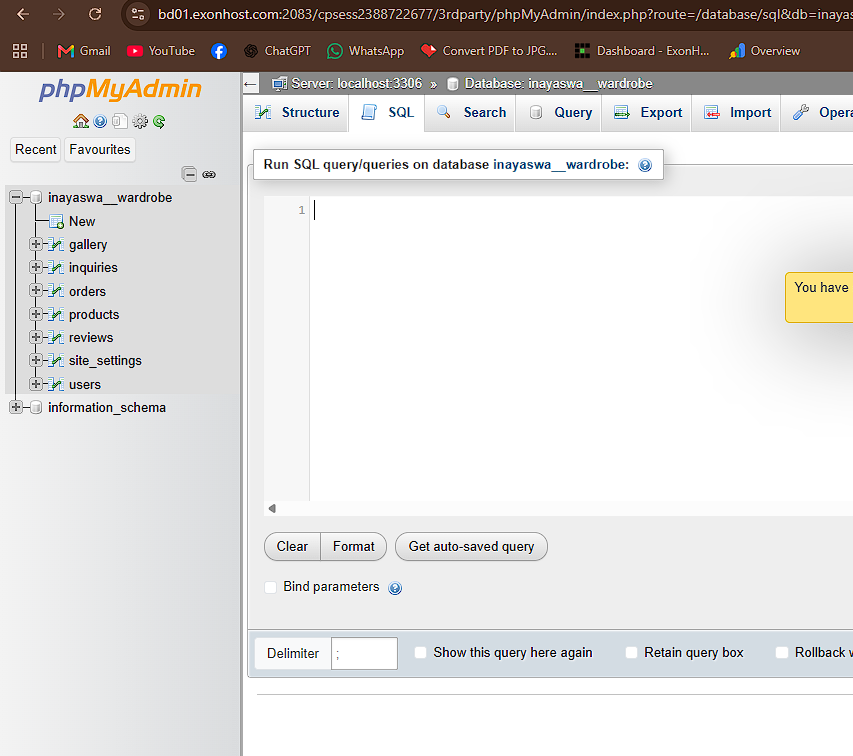 bd01.exonhost.com:2083/cpsess2388722677/3rdparty/phpMyAdmin/index.php?route=/database/sql&db=inayas
Gmail YouTube ChatGPT WhatsApp Convert PDF to JPG.... Dashboard - ExonH... Overview
phpMyAdmin
Recent Favourites
inayaswa__wardrobe
New
gallery
inquiries
orders
products
reviews
site_settings
users
information_schema
Server: localhost:3306 » Database: inayaswa__wardrobe
Structure SQL Search Query Export Import Opera
Run SQL query/queries on database inayaswa__wardrobe:
1
You have
Clear Format Get auto-saved query
Bind parameters
Delimiter ; Show this query here again Retain query box Rollback w